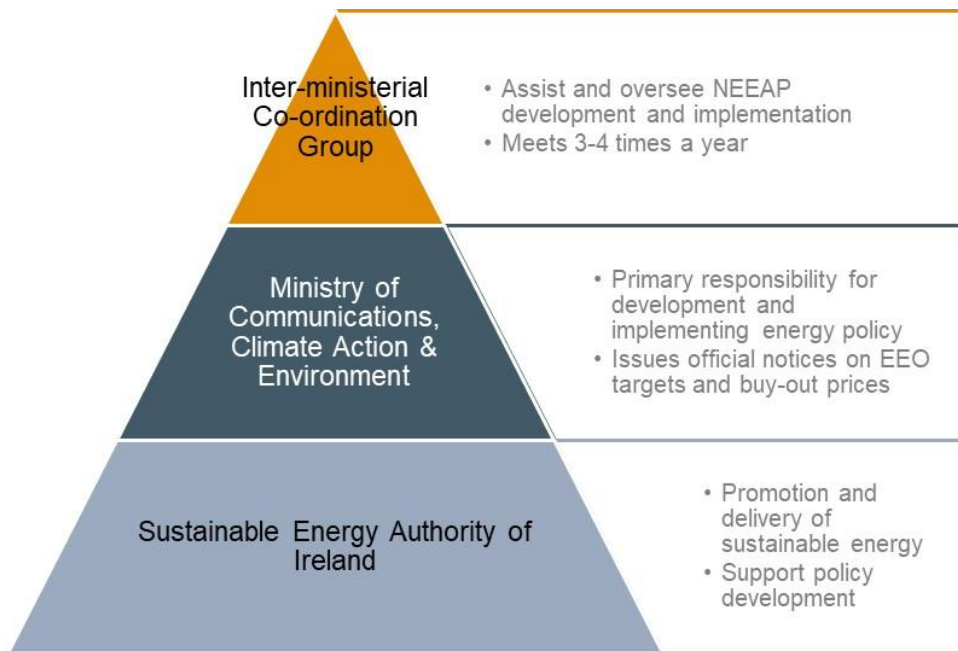 Inter-ministerial
Co-ordination
Group
• Assist and oversee NEEAP
development and implementation
• Meets 3-4 times a year
Ministry of
Communications,
Climate Action &
Environment
• Primary responsibility for
development and
implementing energy policy
• Issues official notices on EEO
targets and buy-out prices
Sustainable Energy Authority of
Ireland
• Promotion and
delivery of
sustainable energy
• Support policy
development